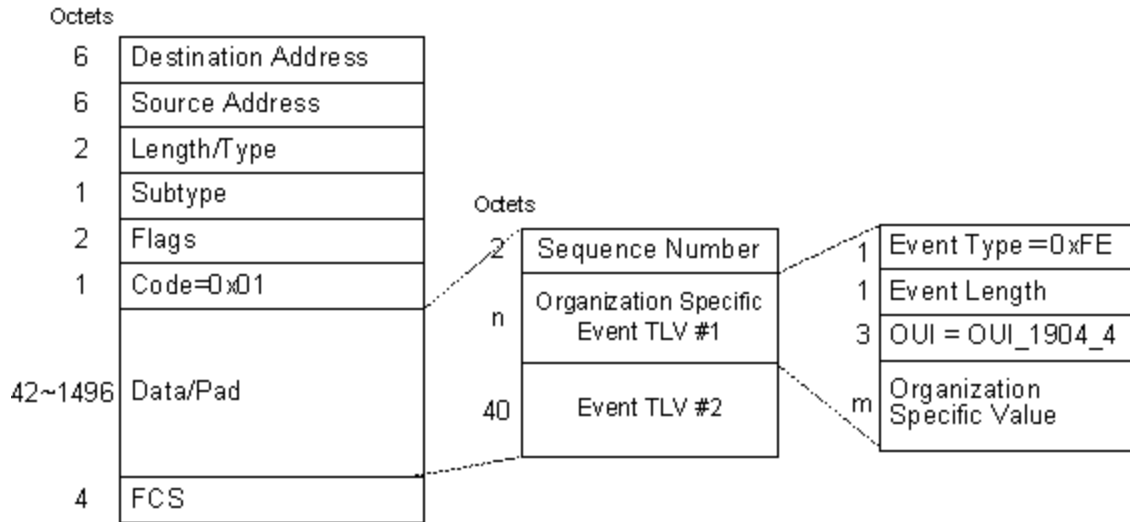 Octets
6 Destination Address
6 Source Address
2 Length/Type
1 Subtype
2 Flags
1 Code=0x01
42~1496 Data/Pad
4 FCS
Octets
2 Sequence Number
n Organization Specific
Event TLV #1
40 Event TLV #2
1 Event Type=0xFE
1 Event Length
3 OUI = OUI_1904_4
m Organization
Specific Value